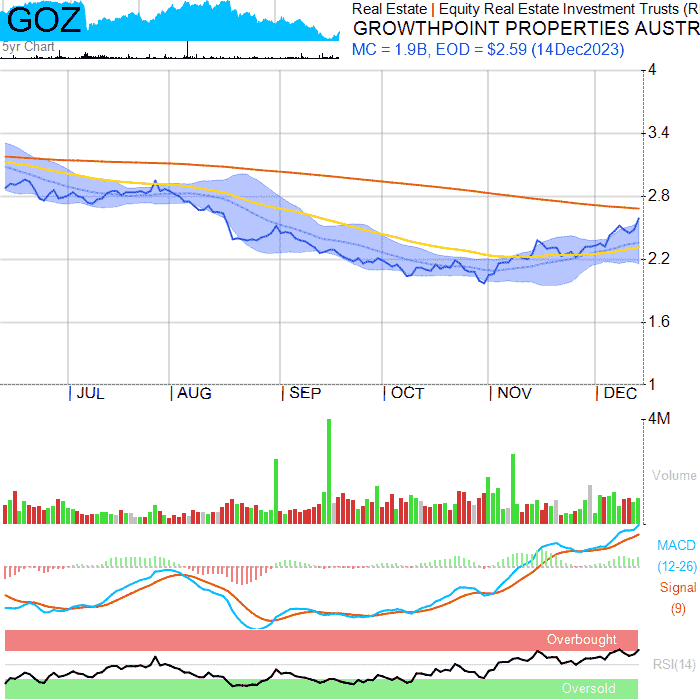 GOZ
5yr Chart
Real Estate | Equity Real Estate Investment Trusts (R
GROWTHPOINT PROPERTIES AUSTR
MC = 1.9B, EOD = $2.59 (14Dec2023)
4
3.4
2.8
2.2
1.6
1
| JUL | AUG | SEP | OCT | NOV | DEC
4M
Volume
MACD
(12-26)
Signal
(9)
Overbought
RSI(14)
Oversold